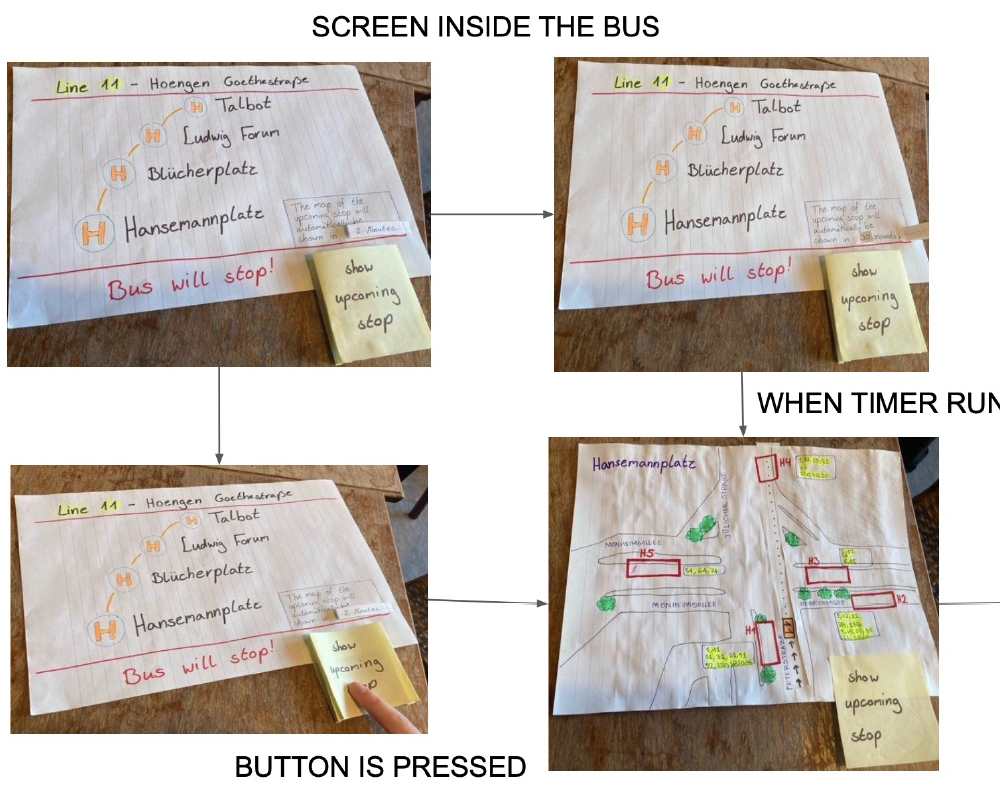 SCREEN INSIDE THE BUS
Line 11 - Hoengen Goethestraße
H Talbot
H Ludwig Forum
H Blücherplatz
H Hansemannplatz
The map of the
upcoming stop will
automatically be
shown in 2 Minutes
Bus will stop!
show
upcoming
stop
Line 11 - Hoengen Goethestraße
H Talbot
H Ludwig Forum
H Blücherplatz
H Hansemannplatz
The map of the
upcoming stop will
automatically be
shown in 30 seconds
Bus will stop!
show
upcoming
stop
WHEN TIMER RUN
Line 11 - Hoengen Goethestraße
H Talbot
H Ludwig Forum
H Blücherplatz
H Hansemannplatz
The map of the
upcoming stop will
automatically be
shown in 2 Minutes
Bus will stop!
show
upcoming
Hansemannplatz
H4
JÜLICHER
MONHEIMSALLEE
H5
H3
H2
MONHEIMSALLEE
H1
PETERSTRAßE
show
upcoming
stop
BUTTON IS PRESSED